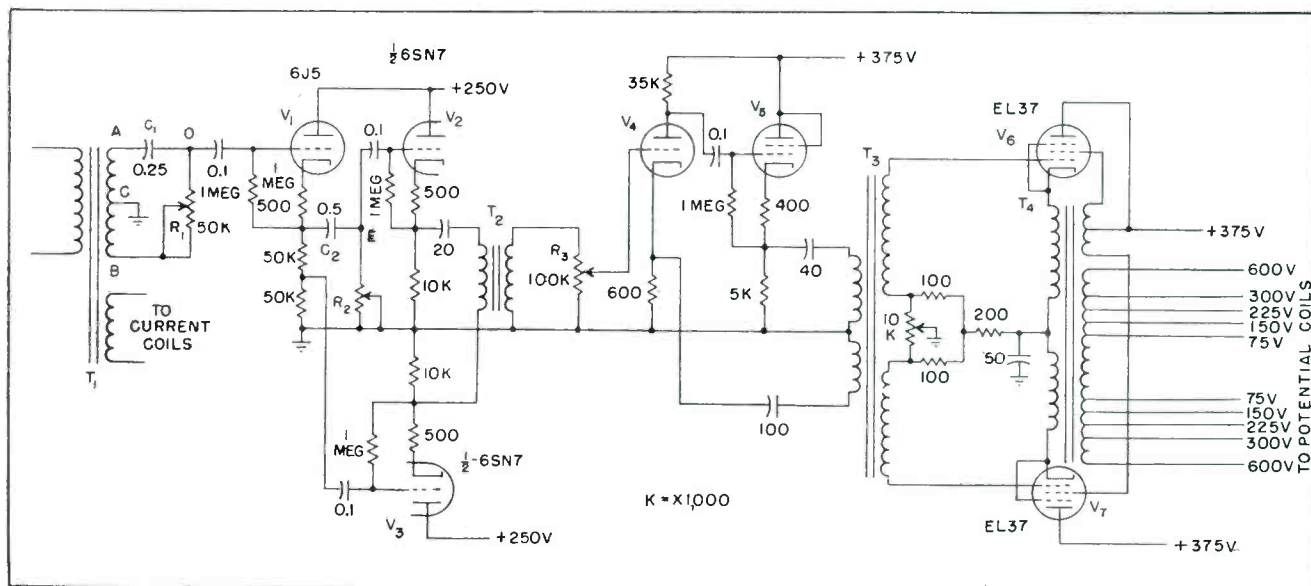 ½6SN7
6J5
+250V
V1
V2
A
C1
O
0.25
0.1
1MEG
C
R1
50K
B
TO
CURRENT
COILS
T1
1
MEG
500
0.5
C2
50K
50K
0.1
1MEG
E
R2
500
20
10K
T2
R3
100K
10K
1
MEG
500
½-6SN7
0.1
V3
+250V
K = X1,000
35K
+375V
V4
0.1
V5
1MEG
400
600
5K
40
100
T3
EL37
V6
T4
100
10
K
200
100
50
+375V
600V
300V
225V
150V
75V
75V
150V
225V
300V
600V
TO POTENTIAL COILS
EL37
V7
+375V